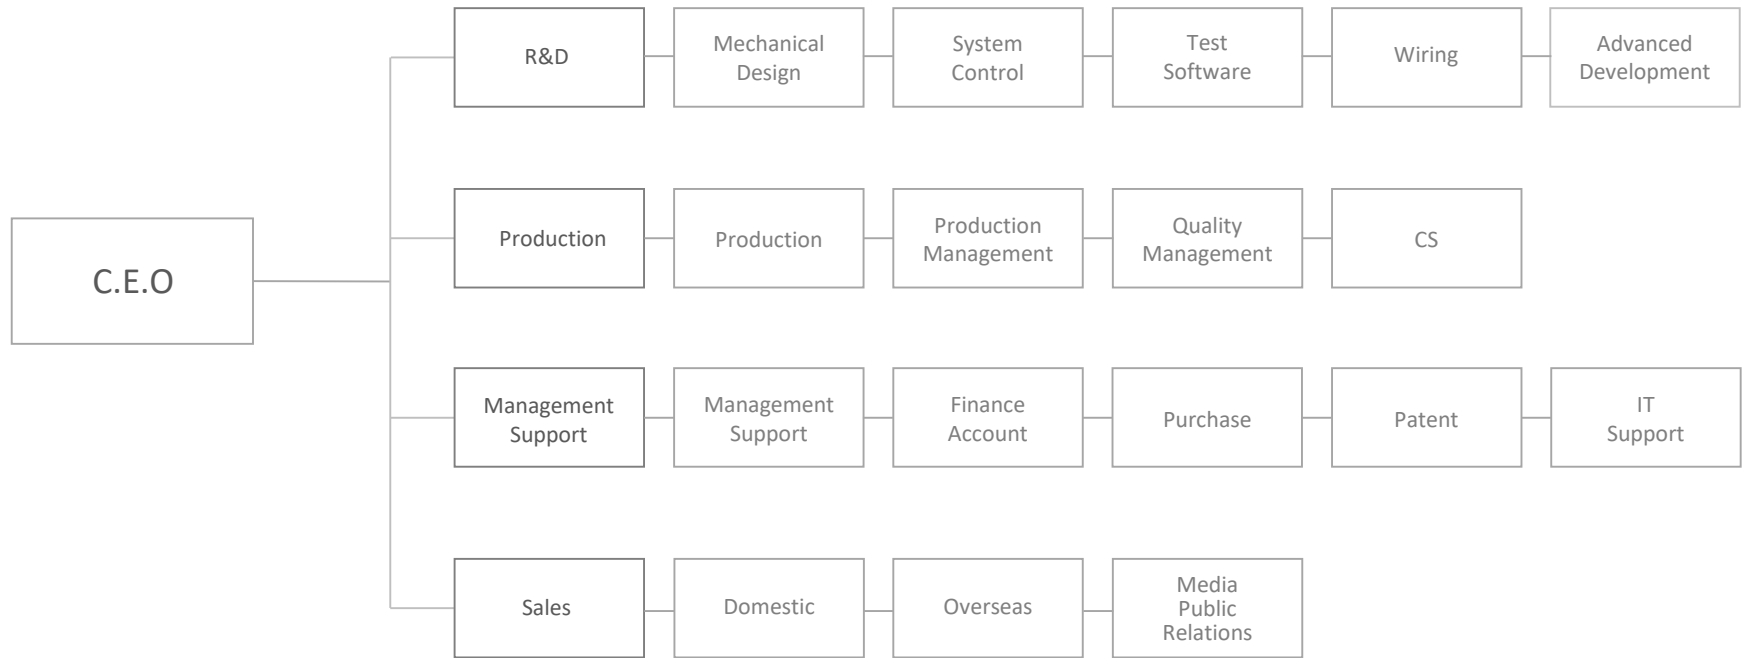 R&D
Mechanical
Design
System
Control
Test
Software
Wiring
Advanced
Development
C.E.O
Production
Production
Production
Management
Quality
Management
CS
Management
Support
Management
Support
Finance
Account
Purchase
Patent
IT
Support
Sales
Domestic
Overseas
Media
Public
Relations